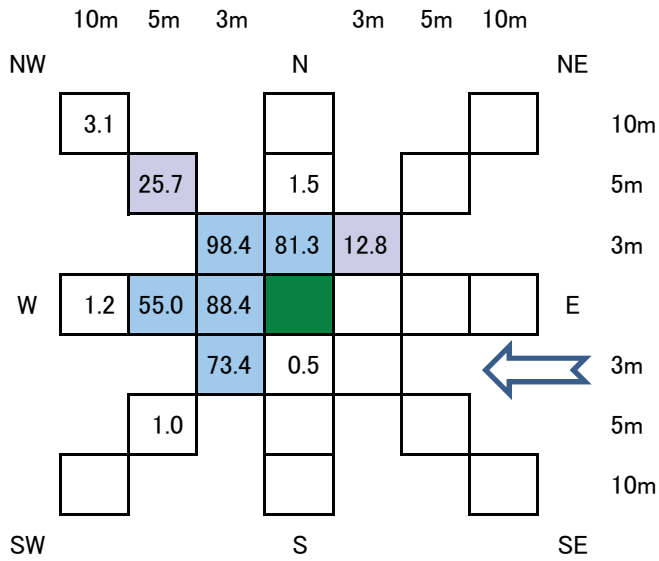 10m 5m 3m 3m 5m 10m
NW N NE
3.1 10m
25.7 1.5 5m
98.4 81.3 12.8 3m
W 1.2 55.0 88.4 E
73.4 0.5 3m
1.0 5m
10m
SW S SE